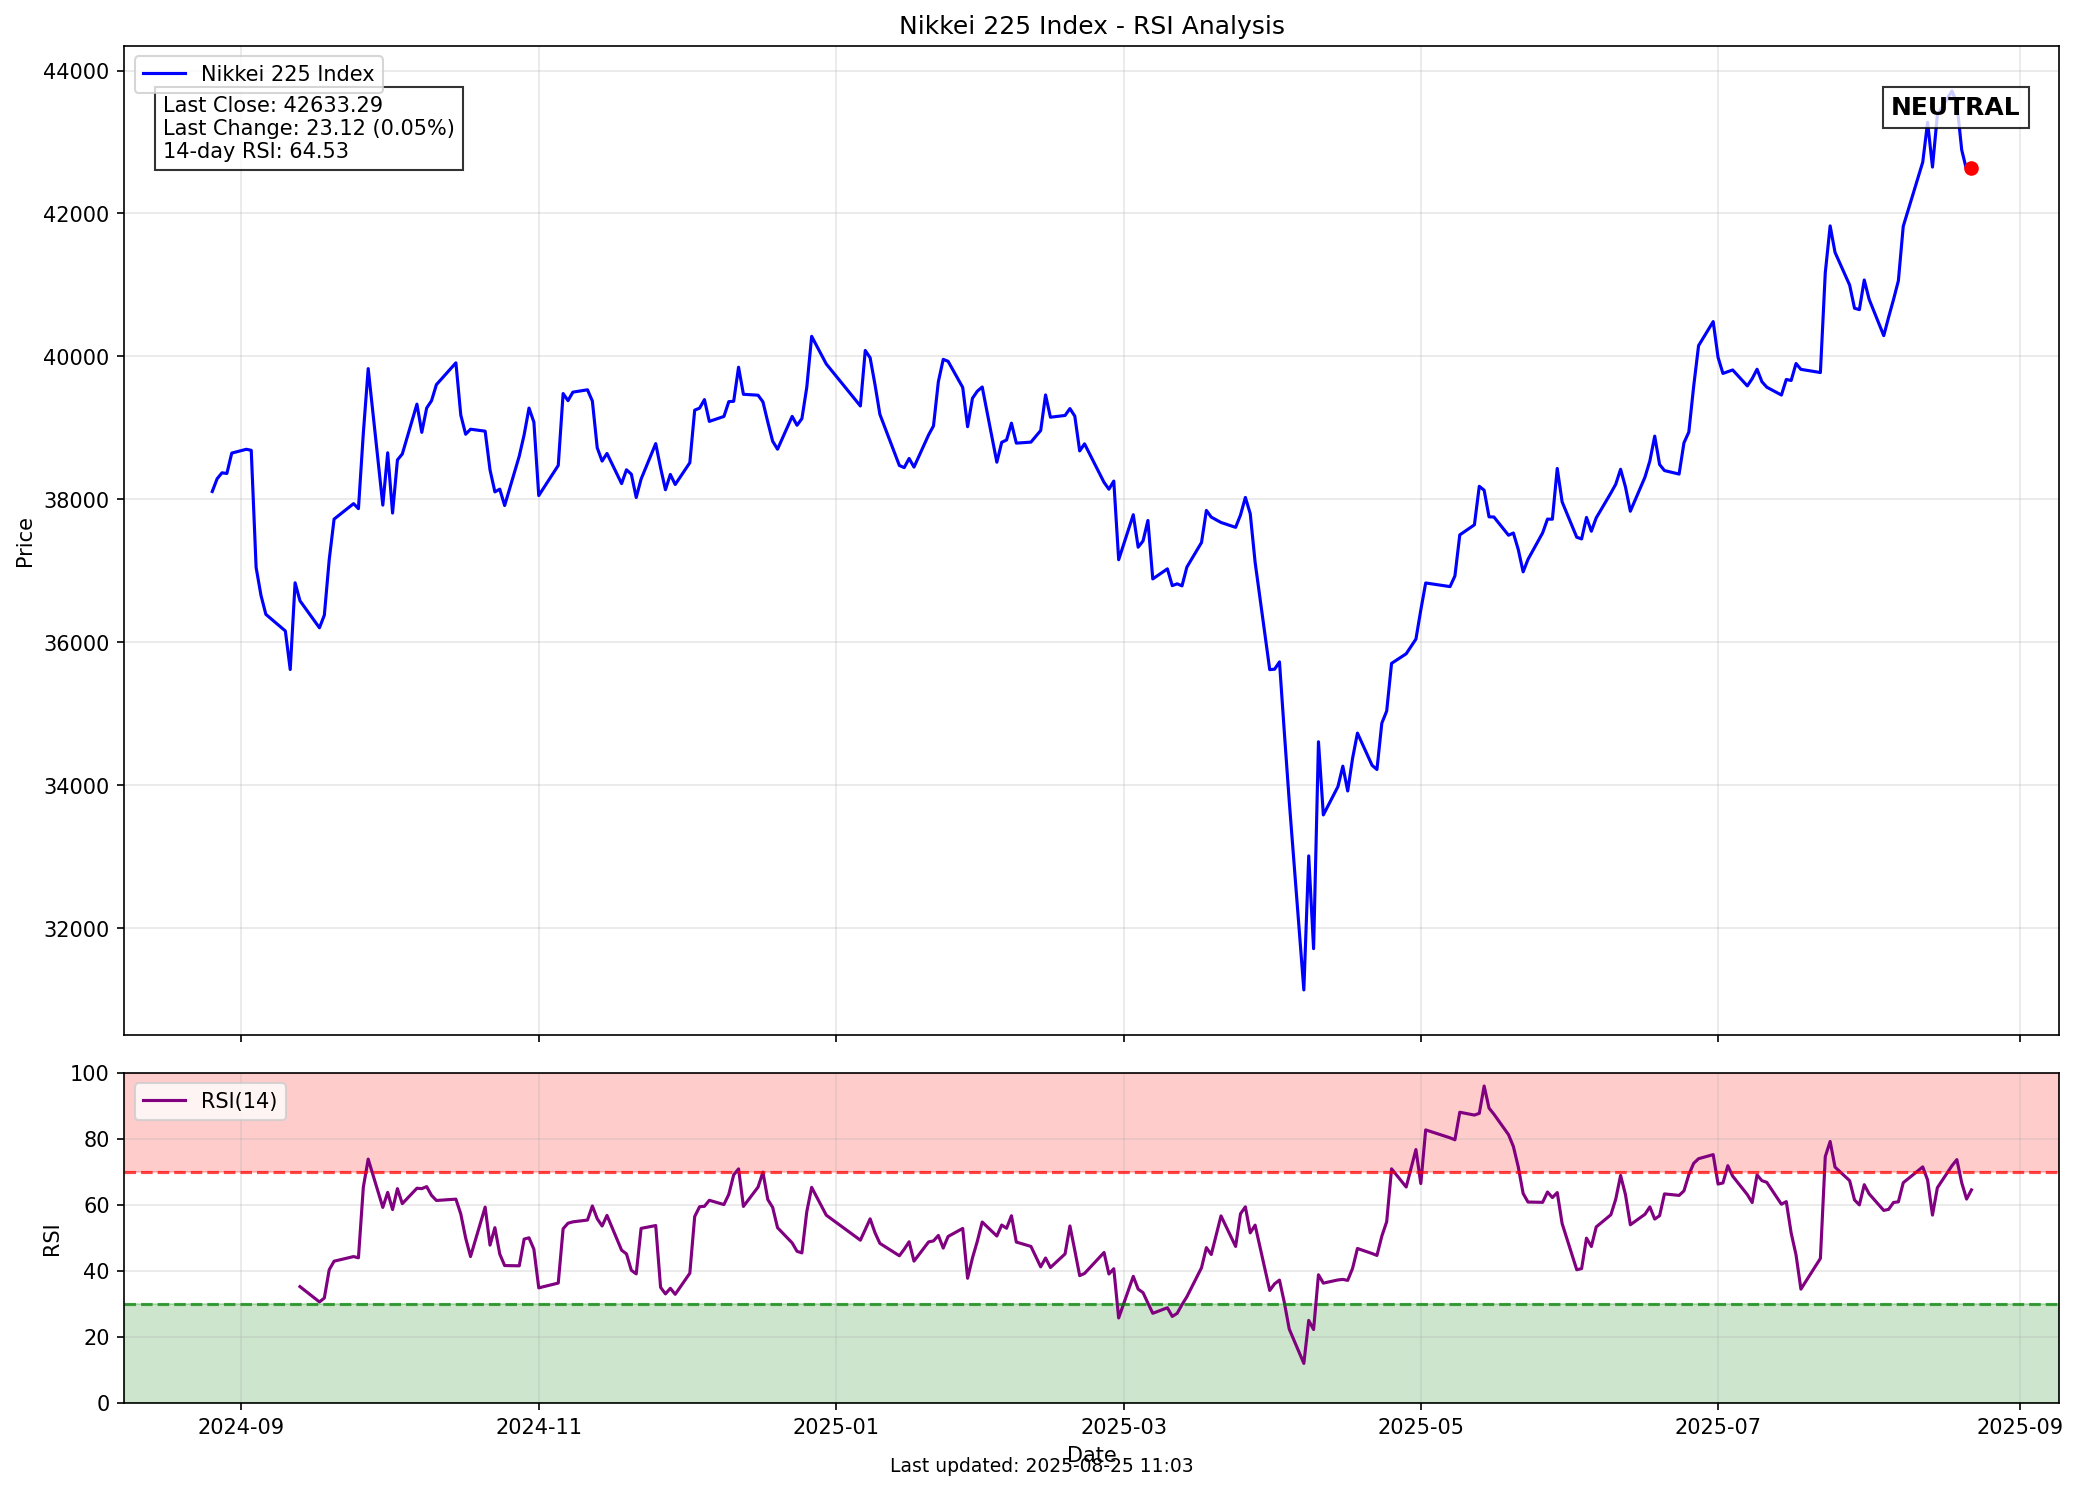 Nikkei 225 Index - RSI Analysis
Nikkei 225 Index
Last Close: 42633.29
Last Change: 23.12 (0.05%)
14-day RSI: 64.53
NEUTRAL
44000
42000
40000
38000
36000
34000
32000
Price
RSI(14)
100
80
60
40
20
0
RSI
2024-09
2024-11
2025-01
2025-03
2025-05
2025-07
2025-09
Date
Last updated: 2025-08-25 11:03